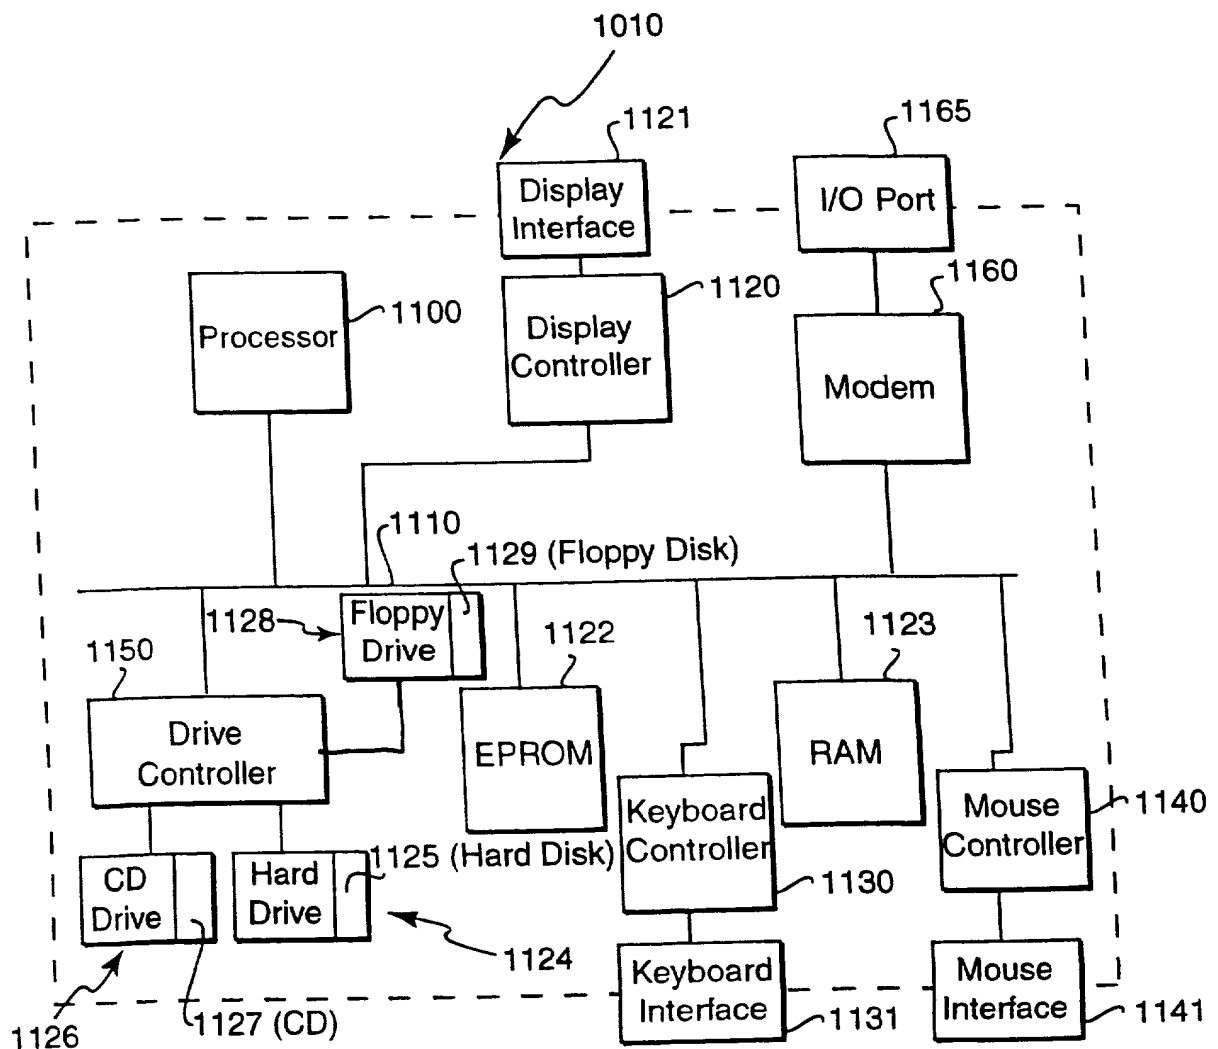 1010
1121
1165
Display
Interface
I/O Port
1160
1120
1100
Processor
Display
Controller
Modem
1110
1129 (Floppy Disk)
1128
Floppy
Drive
1122
1123
1150
Drive
Controller
EPROM
RAM
Keyboard
Controller
Mouse
Controller
1140
1125 (Hard Disk)
CD
Drive
Hard
Drive
1130
1124
Keyboard
Interface
Mouse
Interface
1126
1127 (CD)
1131
1141